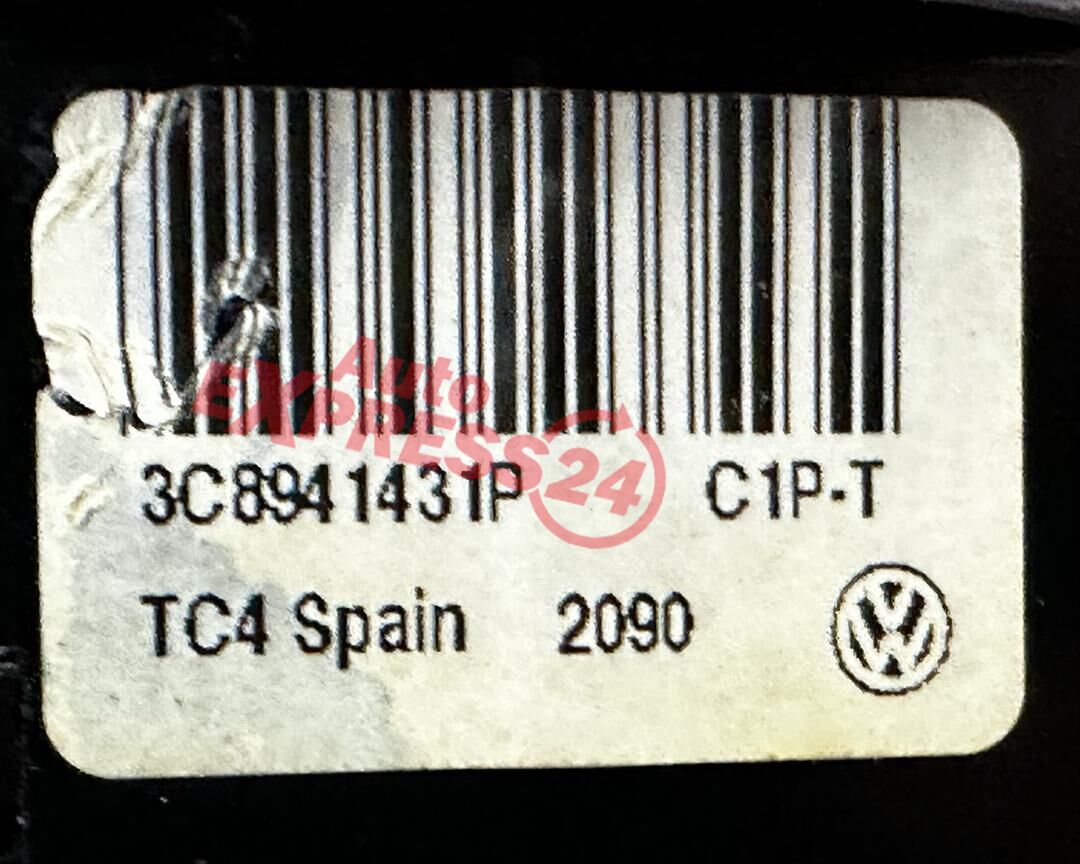 Auto
EXPRESS24
3C8941431P C1P-T
TC4 Spain 2090